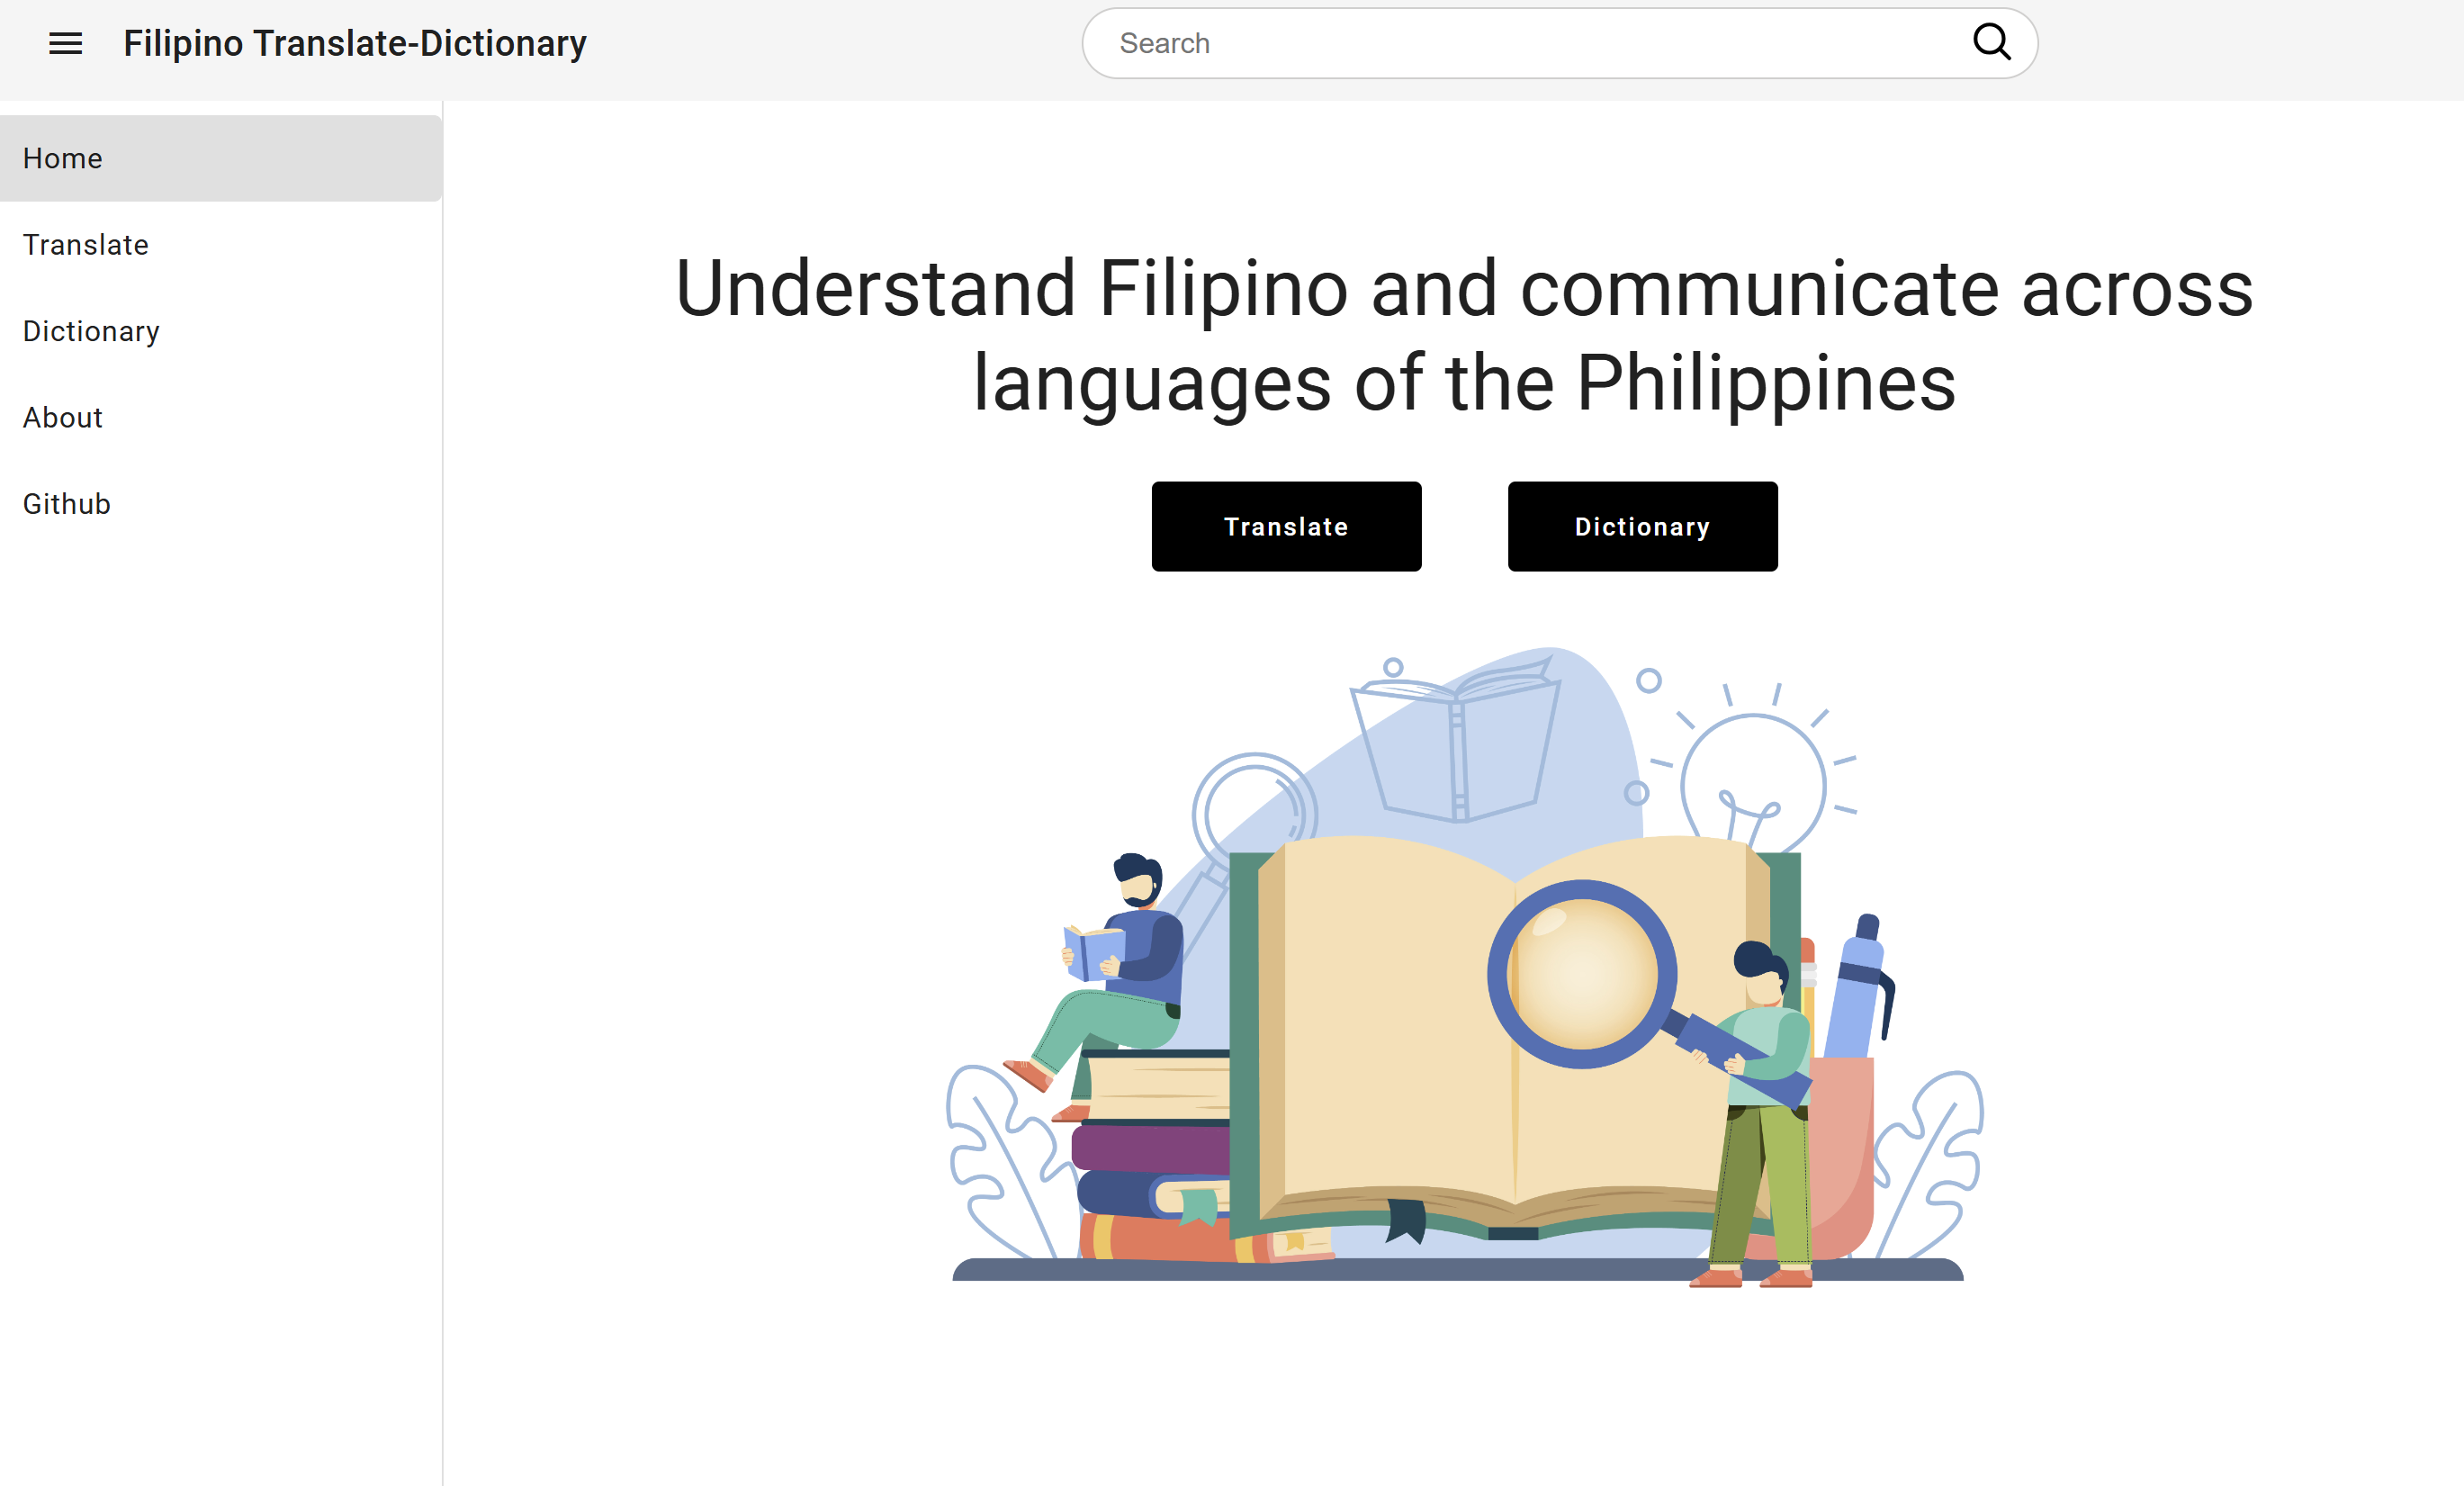 Filipino Translate-Dictionary
Search
Home
Translate
Dictionary
About
Github
Understand Filipino and communicate across
languages of the Philippines
Translate
Dictionary